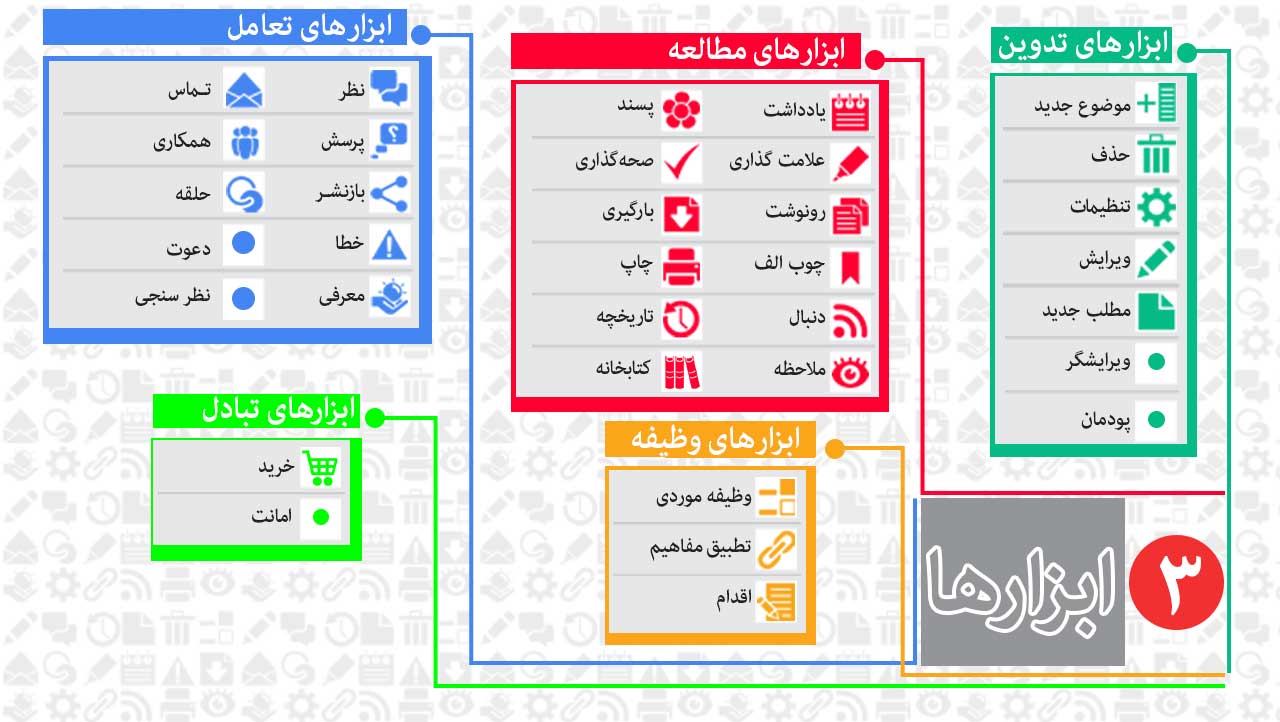 ابزارهای تدوین
موضوع جدید
حذف
تنظیمات
ویرایش
مطلب جدید
ویرایشگر
پودمان
ابزارهای مطالعه
یادداشت
پسند
علامت گذاری
صحه‌گذاری
رونوشت
بارگیری
چوب الف
چاپ
دنبال
تاریخچه
ملاحظه
کتابخانه
ابزارهای تعامل
نظر
تـماس
پرسش
همکاری
بازنشـر
حلقه
خطا
دعوت
معرفی
نظر سنجی
ابزارهای وظیفه
وظیفه موردی
تطبیق مفاهیم
اقدام
ابزارهای تبادل
خرید
امانت
۳
ابزارها